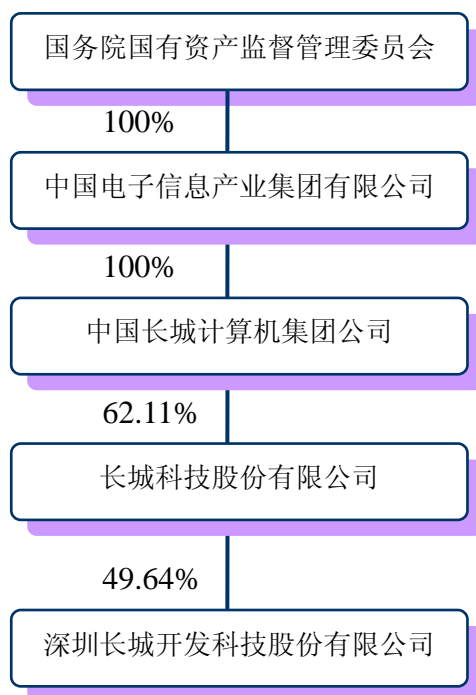 国务院国有资产监督管理委员会
100%
中国电子信息产业集团有限公司
100%
中国长城计算机集团公司
62.11%
长城科技股份有限公司
49.64%
深圳长城开发科技股份有限公司